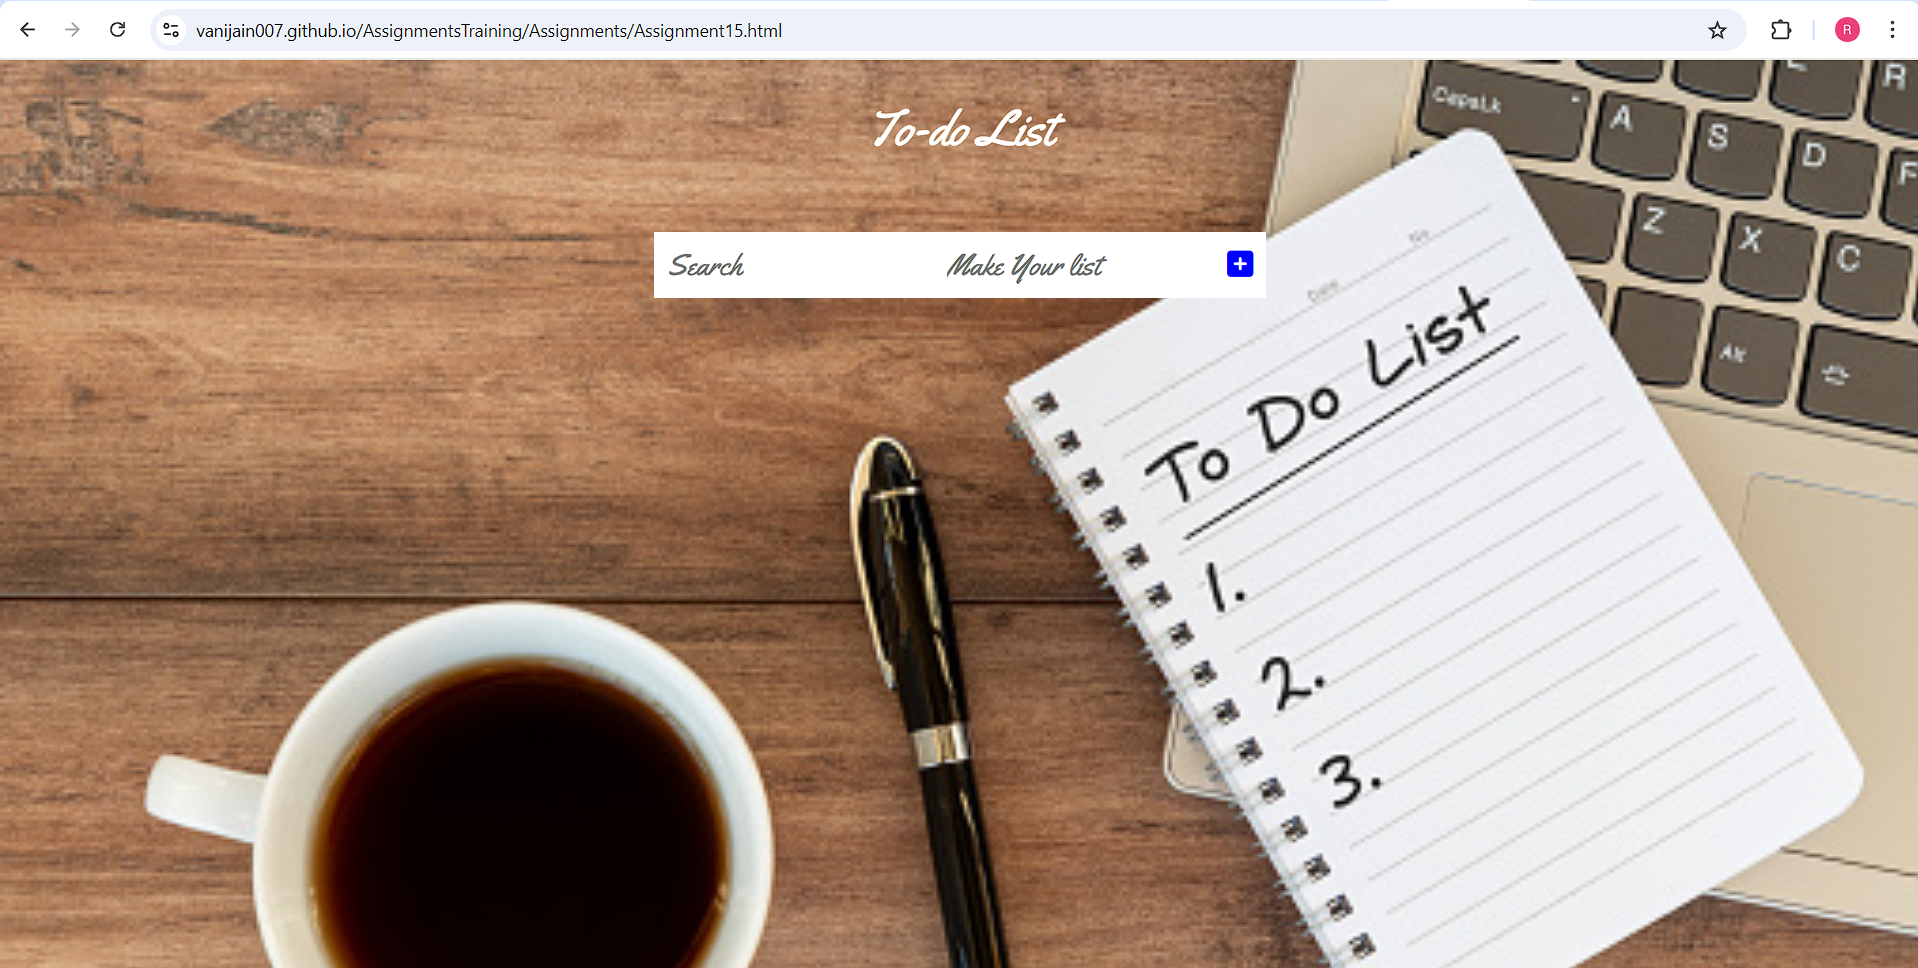 vanijain007.github.io/AssignmentsTraining/Assignments/Assignment15.html
R
To-do List
Search
Make Your list
+
CapsLk
A
S
D
F
R
Z
X
C
Alt
No
Date
To Do List
1.
2.
3.